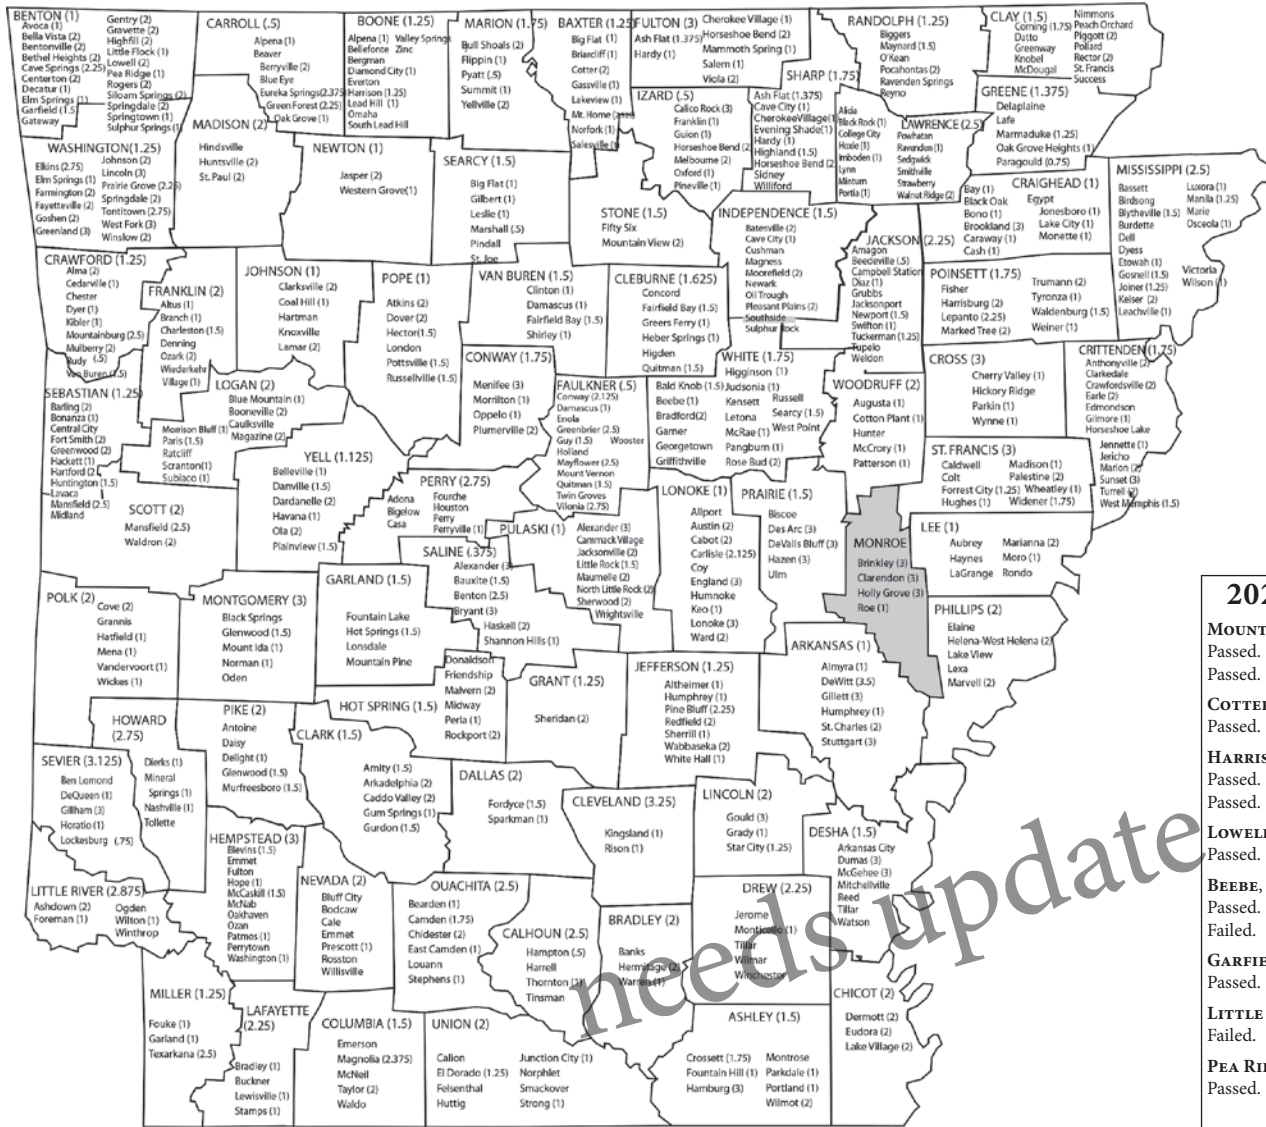 BENTON (1)
Avoca (1)
Bella Vista (2)
Bentonville (2)
Bethel Heights (2)
Cave Springs (2.25)
Centerton (2)
Decatur (1)
Elm Springs (1)
Garfield (1.5)
Gateway
Gentry (2)
Gravette (2)
Highfill (2)
Little Flock (1)
Lowell (2)
Pea Ridge (1)
Rogers (2)
Siloam Springs (2)
Springdale (2)
Springtown (1)
Sulphur Springs (1)
CARROLL (.5)
Alpena (1)
Beaver
Berryville (2)
Blue Eye
Eureka Springs(2.375)
Green Forest (2.25)
Oak Grove (1)
BOONE (1.25)
Alpena (1) Valley Springs
Bellefonte Zinc
Bergman
Diamond City (1)
Everton
Harrison (1.25)
Lead Hill (1)
Omaha
South Lead Hill
MARION (1.75)
Bull Shoals (2)
Flippin (1)
Pyatt (.5)
Summit (1)
Yellville (2)
BAXTER (1.25)
Big Flat (1)
Briarcliff (1)
Cotter (2)
Gassville (1)
Lakeview (1)
Mt. Home
Norfork (1)
Salesville (1)
FULTON (3)
Ash Flat (1.375)
Hardy (1)
Cherokee Village (1)
Horseshoe Bend (2)
Mammoth Spring (1)
Salem (1)
Viola (2)
SHARP (1.75)
Ash Flat (1.375)
Cave City (1)
CherokeeVillage(1)
Evening Shade(1)
Hardy (1)
Highland (1.5)
Horseshoe Bend (2)
Sidney
Williford
RANDOLPH (1.25)
Biggers
Maynard (1.5)
O'Kean
Pocahontas (2)
Ravenden Springs
Reyno
CLAY (1.5)
Corning (1.75)
Datto
Greenway
Knobel
McDougal
Nimmons
Peach Orchard
Piggott (2)
Pollard
Rector (2)
St. Francis
Success
GREENE (1.375)
Delaplaine
Lafe
Marmaduke (1.25)
Oak Grove Heights (1)
Paragould (0.75)
LAWRENCE (2.5)
Alicia
Black Rock (1)
College City
Hoxie (1)
Imboden (1)
Lynn
Minturn
Portia (1)
Powhatan
Ravenden (1)
Sedgwick
Smithville
Strawberry
Walnut Ridge (2)
IZARD (.5)
Calico Rock (3)
Franklin (1)
Guion (1)
Horseshoe Bend (2)
Melbourne (2)
Oxford (1)
Pineville (1)
MADISON (2)
Hindsville
Huntsville (2)
St. Paul (2)
WASHINGTON(1.25)
Elkins (2.75)
Elm Springs (1)
Farmington (2)
Fayetteville (2)
Goshen (2)
Greenland (3)
Johnson (2)
Lincoln (3)
Prairie Grove (2.25)
Springdale (2)
Tontitown (2.75)
West Fork (3)
Winslow (2)
NEWTON (1)
Jasper (2)
Western Grove(1)
SEARCY (1.5)
Big Flat (1)
Gilbert (1)
Leslie (1)
Marshall (.5)
Pindall
St. Joe
STONE (1.5)
Fifty Six
Mountain View (2)
INDEPENDENCE (1.5)
Batesville (2)
Cave City (1)
Cushman
Magness
Moorefield (2)
Newark
Oil Trough
Pleasant Plains (2)
Southside
Sulphur Rock
JACKSON (2.25)
Amagon
Beedeville (.5)
Campbell Station
Diaz (1)
Grubbs
Jacksonport
Newport (1.5)
Swifton (1)
Tuckerman (1.25)
Tupelo
Weldon
CRAIGHEAD (1)
Bay (1)
Black Oak
Bono (1)
Brookland (3)
Caraway (1)
Cash (1)
Egypt
Jonesboro (1)
Lake City (1)
Monette (1)
MISSISSIPPI (2.5)
Bassett
Birdsong
Blytheville (1.5)
Burdette
Dell
Dyess
Etowah (1)
Gosnell (1.5)
Joiner (1.25)
Keiser (2)
Leachville (1)
Luxora (1)
Manila (1.25)
Marie
Osceola (1)
Victoria
Wilson (1)
CRAWFORD (1.25)
Alma (2)
Cedarville (1)
Chester
Dyer (1)
Kibler (1)
Mountainburg (2.5)
Mulberry (2)
Rudy (.5)
Van Buren (1.5)
FRANKLIN (2)
Altus (1)
Branch (1)
Charleston (1.5)
Denning
Ozark (2)
Wiederkehr
Village (1)
JOHNSON (1)
Clarksville (2)
Coal Hill (1)
Hartman
Knoxville
Lamar (2)
POPE (1)
Atkins (2)
Dover (2)
Hector(1.5)
London
Pottsville (1.5)
Russellville (1.5)
VAN BUREN (1.5)
Clinton (1)
Damascus (1)
Fairfield Bay (1.5)
Shirley (1)
CLEBURNE (1.625)
Concord
Fairfield Bay (1.5)
Greers Ferry (1)
Heber Springs (1)
Higden
Quitman (1.5)
POINSETT (1.75)
Fisher
Harrisburg (2)
Lepanto (2.25)
Marked Tree (2)
Trumann (2)
Tyronza (1)
Waldenburg (1.5)
Weiner (1)
CROSS (3)
Cherry Valley (1)
Hickory Ridge
Parkin (1)
Wynne (1)
CRITTENDEN (1.75)
Anthonyville (2)
Clarkedale
Crawfordsville (2)
Earle (2)
Edmondson
Gilmore (1)
Horseshoe Lake
Jennette (1)
Jericho
Marion (2)
Sunset (3)
Turrell (2)
West Memphis (1.5)
SEBASTIAN (1.25)
Barling (2)
Bonanza (1)
Central City
Fort Smith (2)
Greenwood (2)
Hackett (1)
Hartford (2)
Huntington (1.5)
Lavaca
Mansfield (2.5)
Midland
LOGAN (2)
Blue Mountain (1)
Booneville (2)
Caulksville
Magazine (2)
Morrison Bluff (1)
Paris (1.5)
Ratcliff
Scranton(1)
Subiaco (1)
CONWAY (1.75)
Menifee (3)
Morrilton (1)
Oppelo (1)
Plumerville (2)
FAULKNER (.5)
Conway (2.125)
Damascus (1)
Enola
Greenbrier (2.5)
Guy (1.5) Wooster
Holland
Mayflower (2.5)
Mount Vernon
Quitman (1.5)
Twin Groves
Vilonia (2.75)
WHITE (1.75)
Higginson (1)
Bald Knob (1.5)
Beebe (1)
Bradford(2)
Garner
Georgetown
Griffithville
Judsonia (1)
Kensett
Letona
McRae (1)
Pangburn (1)
Rose Bud (2)
Russell
Searcy (1.5)
West Point
WOODRUFF (2)
Augusta (1)
Cotton Plant (1)
Hunter
McCrory (1)
Patterson (1)
ST. FRANCIS (3)
Caldwell
Colt
Forrest City (1.25)
Hughes (1)
Madison (1)
Palestine (2)
Wheatley (1)
Widener (1.75)
YELL (1.125)
Belleville (1)
Danville (1.5)
Dardanelle (2)
Havana (1)
Ola (2)
Plainview (1.5)
SCOTT (2)
Mansfield (2.5)
Waldron (2)
PERRY (2.75)
Adona
Bigelow
Casa
Fourche
Houston
Perry
Perryville (1)
PULASKI (1)
Alexander (3)
Cammack Village
Jacksonville (2)
Little Rock (1.5)
Maumelle (2)
North Little Rock (2)
Sherwood (2)
Wrightsville
LONOKE (1)
Allport
Austin (2)
Cabot (2)
Carlisle (2.125)
Coy
England (3)
Humnoke
Keo (1)
Lonoke (3)
Ward (2)
PRAIRIE (1.5)
Biscoe
Des Arc (3)
DeValls Bluff (3)
Hazen (3)
Ulm
MONROE
Brinkley (3)
Clarendon (3)
Holly Grove (3)
Roe (1)
LEE (1)
Aubrey
Haynes
LaGrange
Marianna (2)
Moro (1)
Rondo
PHILLIPS (2)
Elaine
Helena-West Helena (2)
Lake View
Lexa
Marvell (2)
SALINE (.375)
Alexander (3)
Bauxite (1.5)
Benton (2.5)
Bryant (3)
Haskell (2)
Shannon Hills (1)
GARLAND (1.5)
Fountain Lake
Hot Springs (1.5)
Lonsdale
Mountain Pine
POLK (2)
Cove (2)
Grannis
Hatfield (1)
Mena (1)
Vandervoort (1)
Wickes (1)
MONTGOMERY (3)
Black Springs
Glenwood (1.5)
Mount Ida (1)
Norman (1)
Oden
HOT SPRING (1.5)
Donaldson
Friendship
Malvern (2)
Midway
Perla (1)
Rockport (2)
GRANT (1.25)
Sheridan (2)
JEFFERSON (1.25)
Altheimer (1)
Humphrey (1)
Pine Bluff (2.25)
Redfield (2)
Sherrill (1)
Wabbaseka (2)
White Hall (1)
ARKANSAS (1)
Almyra (1)
DeWitt (3.5)
Gillett (3)
Humphrey (1)
St. Charles (2)
Stuttgart (3)
HOWARD
(2.75)
Dierks (1)
Mineral
Springs (1)
Nashville (1)
Tollette
PIKE (2)
Antoine
Daisy
Delight (1)
Glenwood (1.5)
Murfreesboro (1.5)
CLARK (1.5)
Amity (1.5)
Arkadelphia (2)
Caddo Valley (2)
Gum Springs (1)
Gurdon (1.5)
DALLAS (2)
Fordyce (1.5)
Sparkman (1)
CLEVELAND (3.25)
Kingsland (1)
Rison (1)
LINCOLN (2)
Gould (3)
Grady (1)
Star City (1.25)
DESHA (1.5)
Arkansas City
Dumas (3)
McGehee (3)
Mitchellville
Reed
Tillar
Watson
SEVIER (3.125)
Ben Lomond
DeQueen (1)
Gillham (3)
Horatio (1)
Lockesburg (.75)
LITTLE RIVER (2.875)
Ashdown (2)
Foreman (1)
Ogden
Wilton (1)
Winthrop
HEMPSTEAD (3)
Blevins (1.5)
Emmet
Fulton
Hope (1)
McCaskill (1.5)
McNab
Oakhaven
Ozan
Patmos (1)
Perrytown
Washington (1)
NEVADA (2)
Bluff City
Bodcaw
Cale
Emmet
Prescott (1)
Rosston
Willisville
OUACHITA (2.5)
Bearden (1)
Camden (1.75)
Chidester (2)
East Camden (1)
Louann
Stephens (1)
CALHOUN (2.5)
Hampton (.5)
Harrell
Thornton (1)
Tinsman
BRADLEY (2)
Banks
Hermitage (2)
Warren (1)
DREW (2.25)
Jerome
Monticello (1)
Tillar
Wilmar
Winchester
MILLER (1.25)
Fouke (1)
Garland (1)
Texarkana (2.5)
LAFAYETTE
(2.25)
Bradley (1)
Buckner
Lewisville (1)
Stamps (1)
COLUMBIA (1.5)
Emerson
Magnolia (2.375)
McNeil
Taylor (2)
Waldo
UNION (2)
Calion
El Dorado (1.25)
Felsenthal
Huttig
Junction City (1)
Norphlet
Smackover
Strong (1)
ASHLEY (1.5)
Crossett (1.75)
Fountain Hill (1)
Hamburg (3)
Montrose
Parkdale (1)
Portland (1)
Wilmot (2)
CHICOT (2)
Dermott (2)
Eudora (2)
Lake Village (2)
needs update
202
MOUNT
Passed.
Passed.
COTTER
Passed.
HARRIS
Passed.
Passed.
LOWELL
Passed.
BEEBE,
Passed.
Failed.
GARFIE
Passed.
LITTLE
Failed.
PEA RID
Passed.